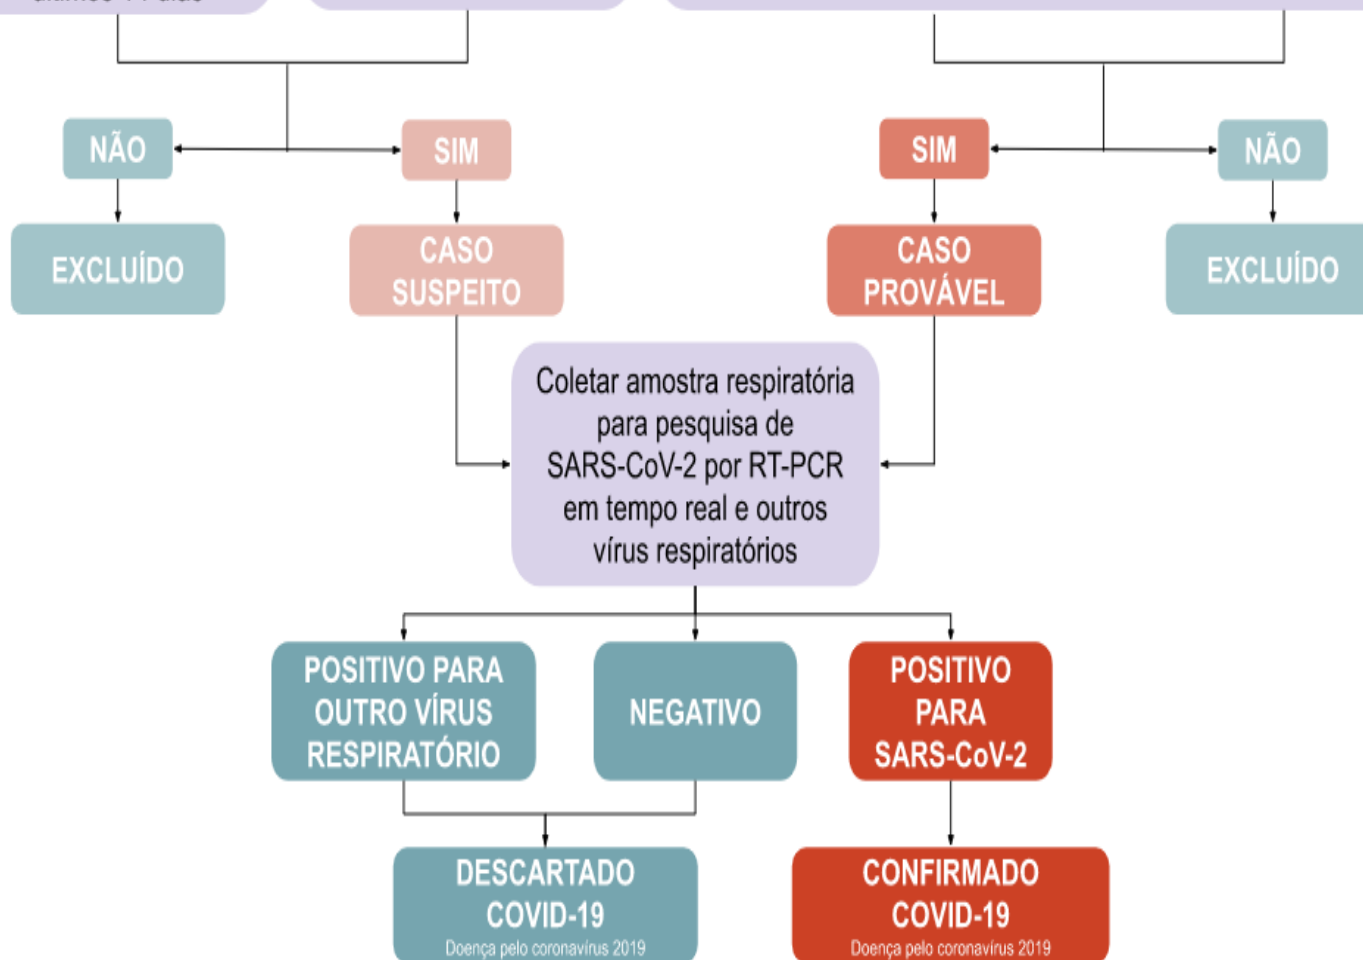 NÃO
SIM
SIM
NÃO
EXCLUÍDO
CASO
SUSPEITO
CASO
PROVÁVEL
EXCLUÍDO
Coletar amostra respiratória
para pesquisa de
SARS-CoV-2 por RT-PCR
em tempo real e outros
vírus respiratórios
POSITIVO PARA
OUTRO VÍRUS
RESPIRATÓRIO
NEGATIVO
POSITIVO
PARA
SARS-CoV-2
DESCARTADO
COVID-19
Doença pelo coronavírus 2019
CONFIRMADO
COVID-19
Doença pelo coronavírus 2019